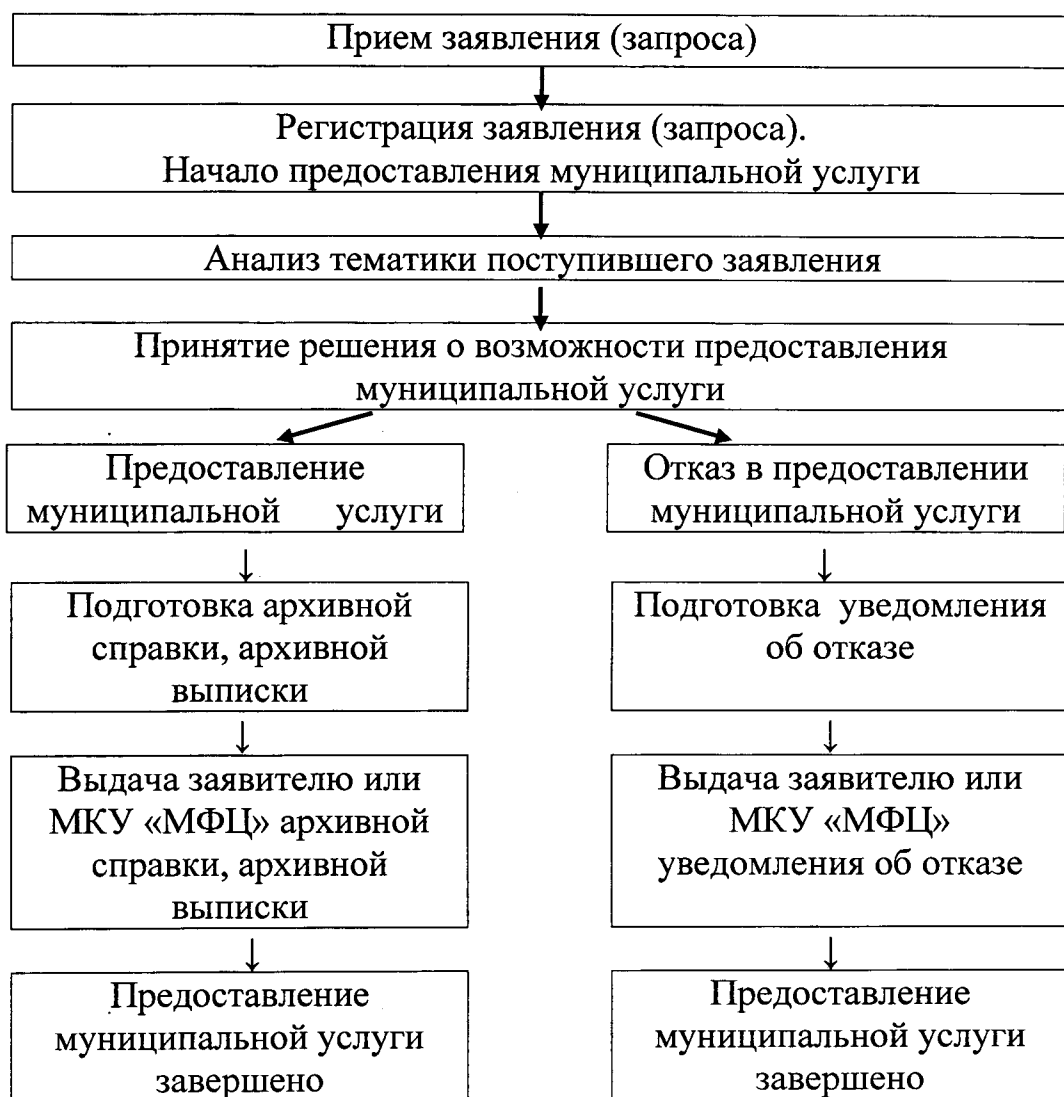 Прием заявления (запроса)
Регистрация заявления (запроса).
Начало предоставления муниципальной услуги
Анализ тематики поступившего заявления
Принятие решения о возможности предоставления
муниципальной услуги
Предоставление
муниципальной услуги
Отказ в предоставлении
муниципальной услуги
Подготовка архивной
справки, архивной
выписки
Подготовка уведомления
об отказе
Выдача заявителю или
МКУ «МФЦ» архивной
справки, архивной
выписки
Выдача заявителю или
МКУ «МФЦ»
уведомления об отказе
Предоставление
муниципальной услуги
завершено
Предоставление
муниципальной услуги
завершено